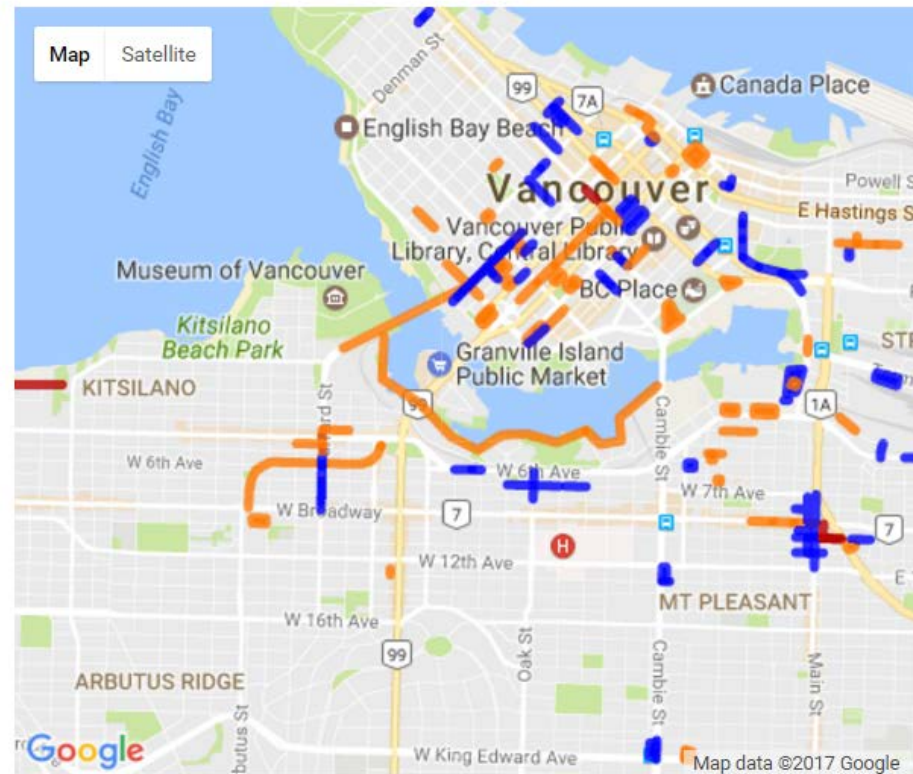 Map Satellite
Denman St
99
7A
Canada Place
English Bay
English Bay Beach
Vancouver
Powell S
E Hastings S
Vancouver Public
Library, Central Library
Museum of Vancouver
BC Place
Kitsilano
Beach Park
Granville Island
Public Market
STR
KITSILANO
99
1A
Cambie St
W 6th Ave
W 6th Ave
W 7th Ave
W Broadway
7
7
H
W 12th Ave
E 1
MT PLEASANT
W 16th Ave
99
Oak St
Cambie St
Main St
ARBUTUS RIDGE
butus St
W King Edward Ave
Google
Map data ©2017 Google